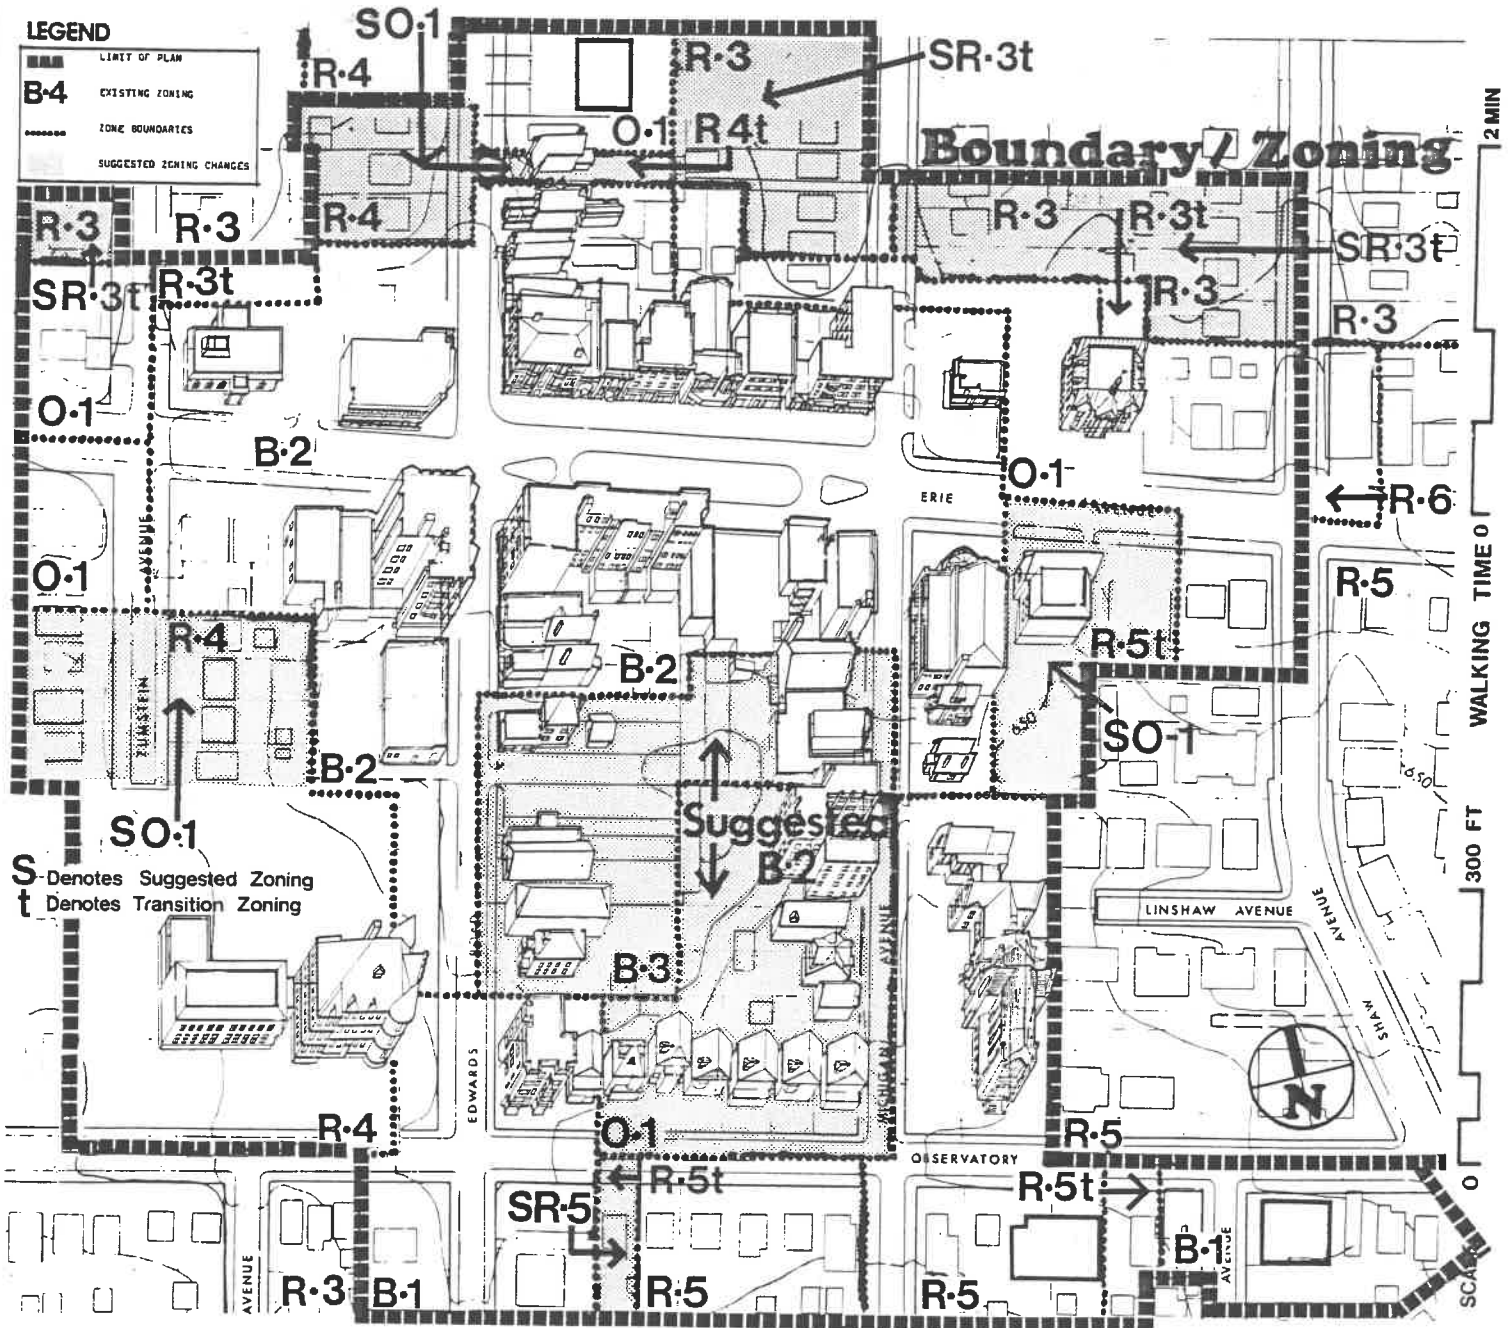 LEGEND
LIMIT OF PLAN
B·4 EXISTING ZONING
ZONE BOUNDARIES
SUGGESTED ZONING CHANGES
SO·1
R·4
R·3
SR·3t
O·1
R·4t
Boundary / Zoning
2 MIN
R·3
R·3
R·4
R·3
R·3t
SR·3t
SR·3t
R·3t
R·3
R·3
O·1
B·2
O·1
ERIE
R·6
AVENUE
O·1
R·5
WALKING TIME 0
R·4
B·2
R·5t
ZUMSTEIN
650
SO-1
B·2
650
SO·1
Suggested
B·2
300 FT
S - Denotes Suggested Zoning
t Denotes Transition Zoning
LINSHAW AVENUE
AVENUE
SHAW
AVENUE
B·3
N
EDWARDS
MICHIGAN
R·4
O·1
R·5
OBSERVATORY
R·5t
R·5t
0
SR·5
B·1
AVENUE
AVENUE
R·3
B·1
R·5
R·5